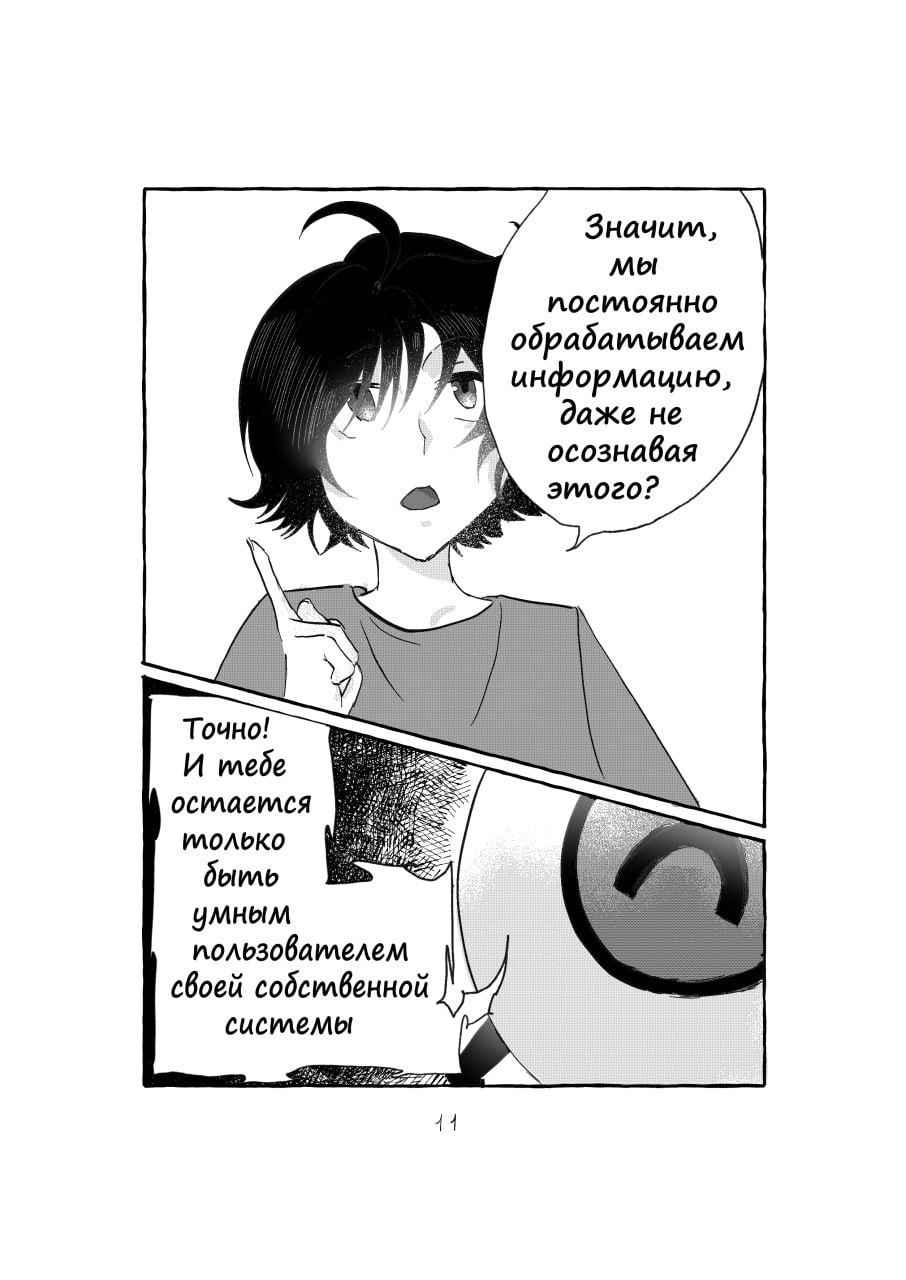 Значит,
мы
постоянно
обрабатываем
информацию,
даже не
осознавая
этого?
Точно!
И тебе
остается
только
быть
умным
пользователем
своей собственной
системы
11